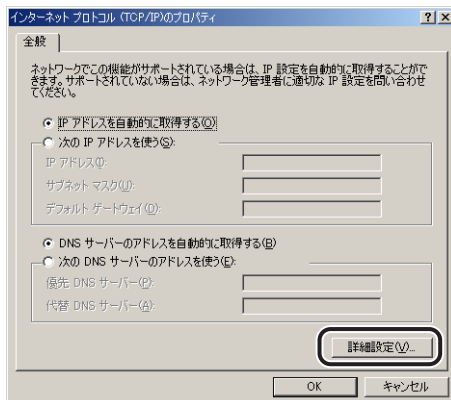 インターネット プロトコル (TCP/IP)のプロパティ
全般
ネットワークでこの機能がサポートされている場合は、IP 設定を自動的に取得することがで
きます。サポートされていない場合は、ネットワーク管理者に適切な IP 設定を問い合わせ
てください。
IP アドレスを自動的に取得する(O)
次の IP アドレスを使う(S):
IP アドレス(I):
サブネット マスク(U):
デフォルト ゲートウェイ(D):
DNS サーバーのアドレスを自動的に取得する(B)
次の DNS サーバーのアドレスを使う(E):
優先 DNS サーバー(P):
代替 DNS サーバー(A):
詳細設定(V)...
OK
キャンセル